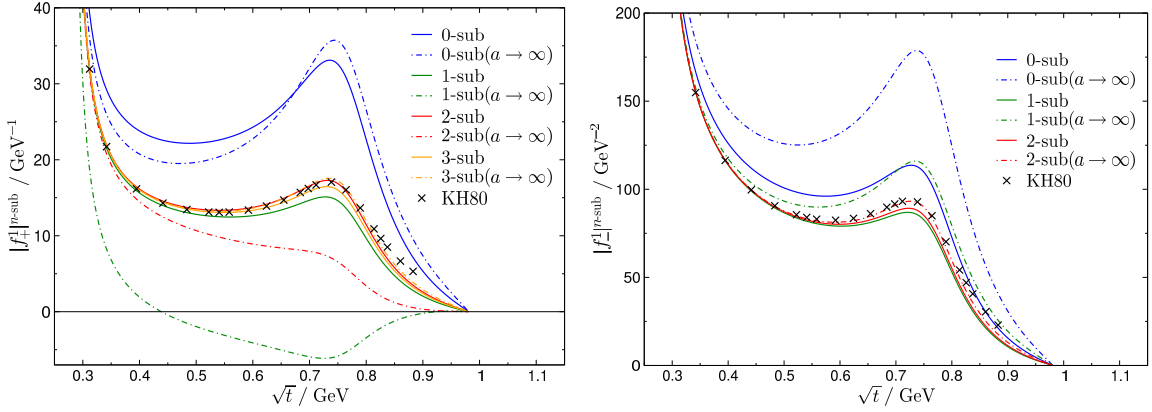 40
30
20
10
0
|f¹₊|ⁿ⁻ˢᵘᵇ / GeV⁻¹
0-sub
0-sub(a → ∞)
1-sub
1-sub(a → ∞)
2-sub
2-sub(a → ∞)
3-sub
3-sub(a → ∞)
KH80
0.3 0.4 0.5 0.6 0.7 0.8 0.9 1 1.1
√t / GeV
200
150
100
50
0
|f¹₋|ⁿ⁻ˢᵘᵇ / GeV⁻²
0-sub
0-sub(a → ∞)
1-sub
1-sub(a → ∞)
2-sub
2-sub(a → ∞)
KH80
0.3 0.4 0.5 0.6 0.7 0.8 0.9 1 1.1
√t / GeV